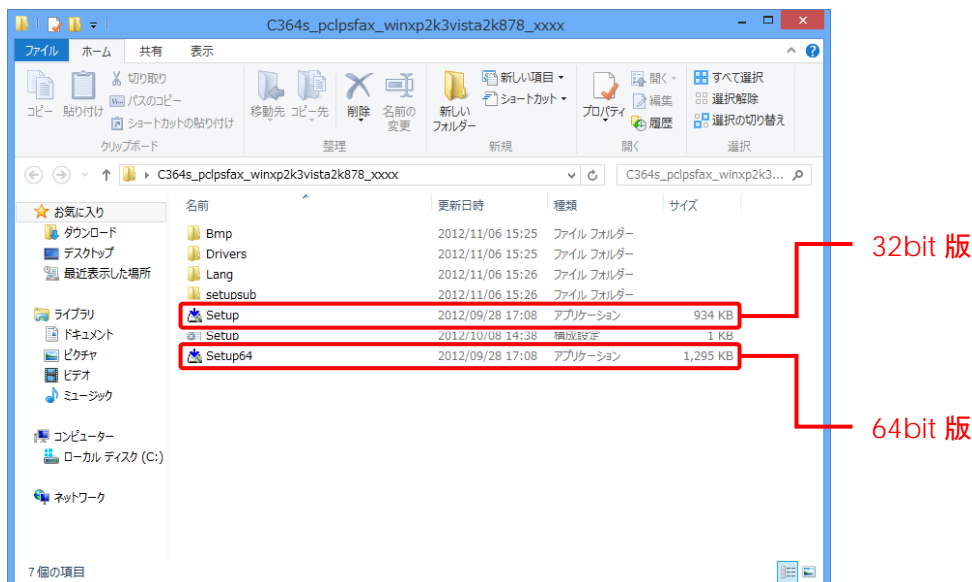 C364s_pclpsfax_winxp2k3vista2k878_xxxx
ファイル ホーム 共有 表示
コピー 貼り付け 切り取り
パスのコピー
ショートカットの貼り付け
クリップボード
移動先 コピー先 削除 名前の変更
整理
新しいフォルダー 新しい項目
ショートカット
新規
プロパティ 開く
編集
履歴
開く
すべて選択
選択解除
選択の切り替え
選択
C364s_pclpsfax_winxp2k3vista2k878_xxxx
C364s_pclpsfax_winxp2k3...
お気に入り
ダウンロード
デスクトップ
最近表示した場所
ライブラリ
ドキュメント
ピクチャ
ビデオ
ミュージック
コンピューター
ローカル ディスク (C:)
ネットワーク
名前 更新日時 種類 サイズ
Bmp 2012/11/06 15:25 ファイル フォルダー
Drivers 2012/11/06 15:25 ファイル フォルダー
Lang 2012/11/06 15:26 ファイル フォルダー
setupsub 2012/11/06 15:26 ファイル フォルダー
Setup 2012/09/28 17:08 アプリケーション 934 KB
Setup 2012/10/08 14:38 構成設定 1 KB
Setup64 2012/09/28 17:08 アプリケーション 1,295 KB
32bit 版
64bit 版
7 個の項目